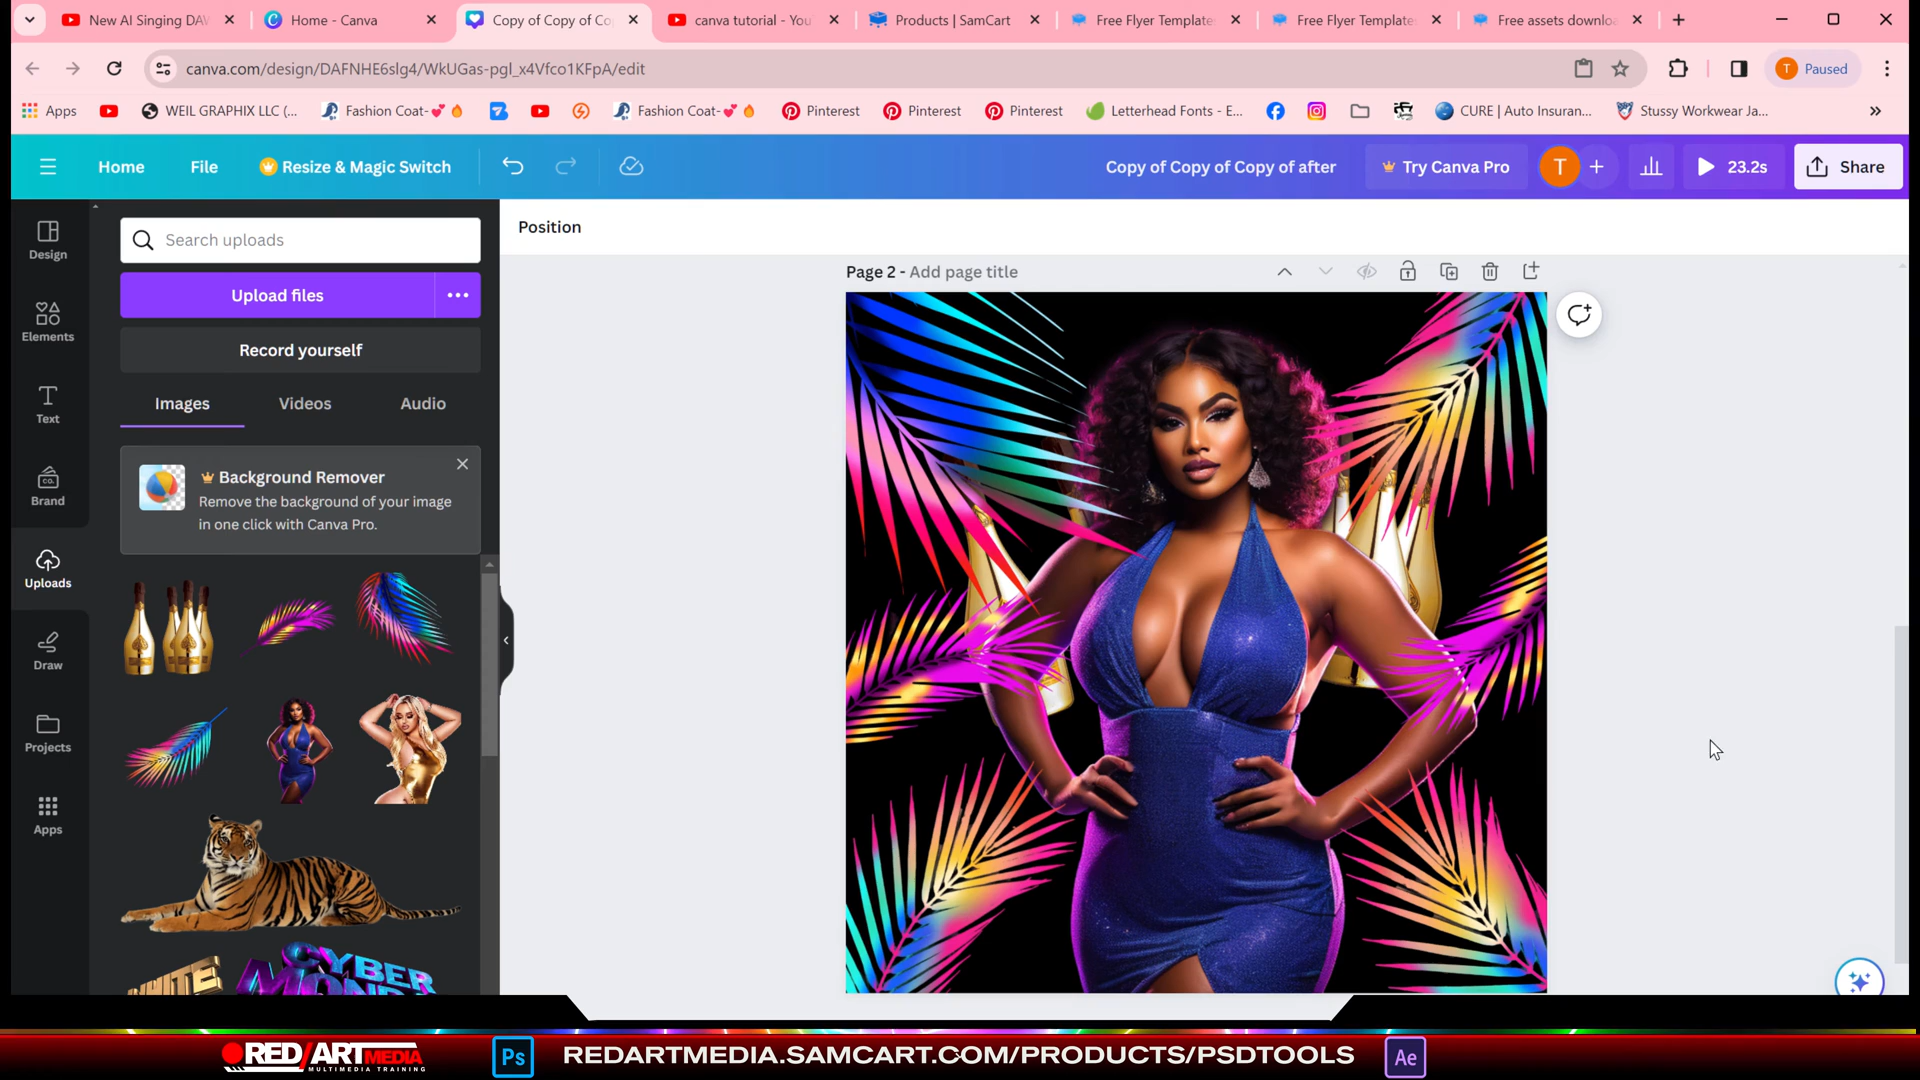 New AI Singing DAW
Home - Canva
Copy of Copy of Co
canva tutorial - You
Products | SamCart
Free Flyer Template
Free Flyer Template
Free assets downlo
canva.com/design/DAFNHE6slg4/WkUGas-pgl_x4Vfco1KFpA/edit
T Paused
Apps
WEIL GRAPHIX LLC (...
Fashion Coat-💕🔥
Fashion Coat-💕🔥
Pinterest
Pinterest
Pinterest
Letterhead Fonts - E...
CURE | Auto Insuran...
Stussy Workwear Ja...
Home
File
Resize & Magic Switch
Copy of Copy of Copy of after
Try Canva Pro
T
23.2s
Share
Design
Elements
Text
Brand
Uploads
Draw
Projects
Apps
Search uploads
Upload files
Record yourself
Images
Videos
Audio
Background Remover
Remove the background of your image
in one click with Canva Pro.
CYBER
Position
Page 2 - Add page title
RED/ART MEDIA
MULTIMEDIA TRAINING
Ps
REDARTMEDIA.SAMCART.COM/PRODUCTS/PSDTOOLS
Ae